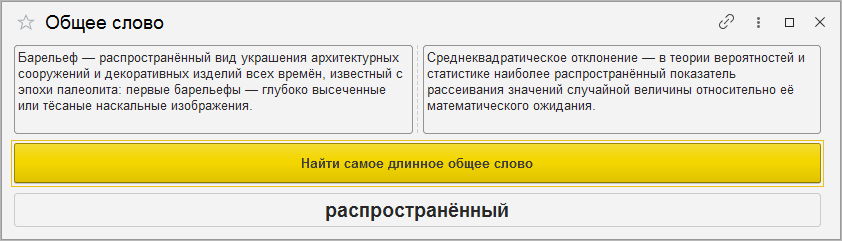 Общее слово
Барельеф — распространённый вид украшения архитектурных
сооружений и декоративных изделий всех времён, известный с
эпохи палеолита: первые барельефы — глубоко высеченные
или тёсаные наскальные изображения.
Среднеквадратическое отклонение — в теории вероятностей и
статистике наиболее распространённый показатель
рассеивания значений случайной величины относительно её
математического ожидания.
Найти самое длинное общее слово
распространённый